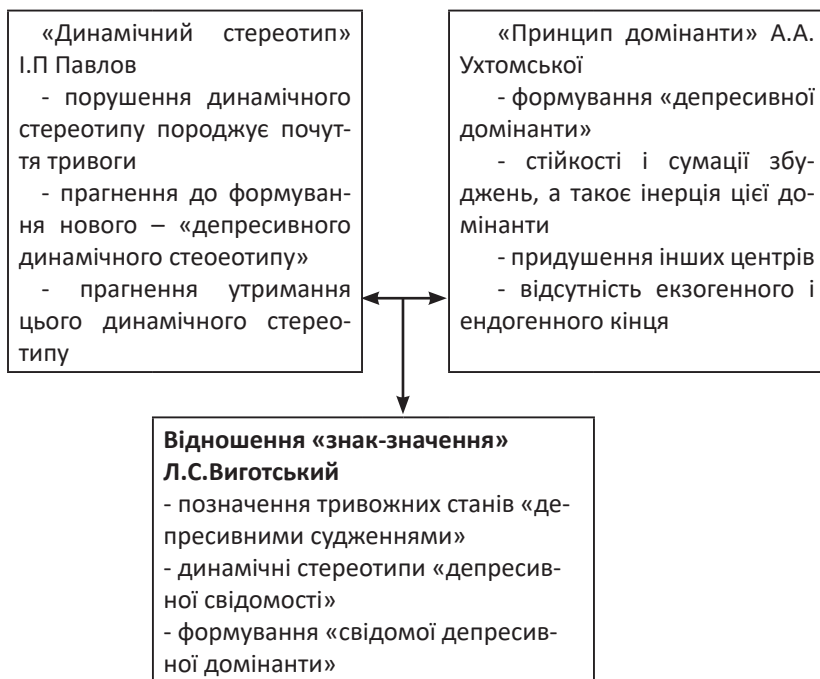 «Динамічний стереотип»
І.П Павлов
- порушення динамічного
стереотипу породжує почут-
тя тривоги
- прагнення до формуван-
ня нового – «депресивного
динамічного стеоеотипу»
- прагнення утримання
цього динамічного стерео-
типу
«Принцип домінанти» А.А.
Ухтомської
- формування «депресивної
домінанти»
- стійкості і сумації збу-
джень, а такоє інерція цієї до-
мінанти
- придушення інших центрів
- відсутність екзогенного і
ендогенного кінця
Відношення «знак-значення»
Л.С.Виготський
- позначення тривожних станів «де-
пресивними судженнями»
- динамічні стереотипи «депресив-
ної свідомості»
- формування «свідомої депресив-
ної домінанти»